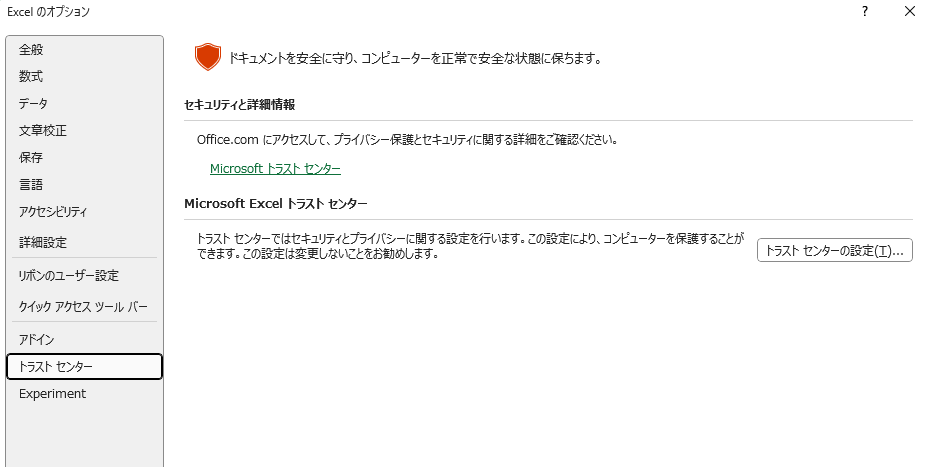 Excel のオプション
?
×
全般
数式
データ
文章校正
保存
言語
アクセシビリティ
詳細設定
リボンのユーザー設定
クイック アクセス ツール バー
アドイン
トラスト センター
Experiment
ドキュメントを安全に守り、コンピューターを正常で安全な状態に保ちます。
セキュリティと詳細情報
Office.com にアクセスして、プライバシー保護とセキュリティに関する詳細をご確認ください。
Microsoft トラスト センター
Microsoft Excel トラスト センター
トラスト センターではセキュリティとプライバシーに関する設定を行います。この設定により、コンピューターを保護することが
できます。この設定は変更しないことをお勧めします。
トラスト センターの設定(T)...